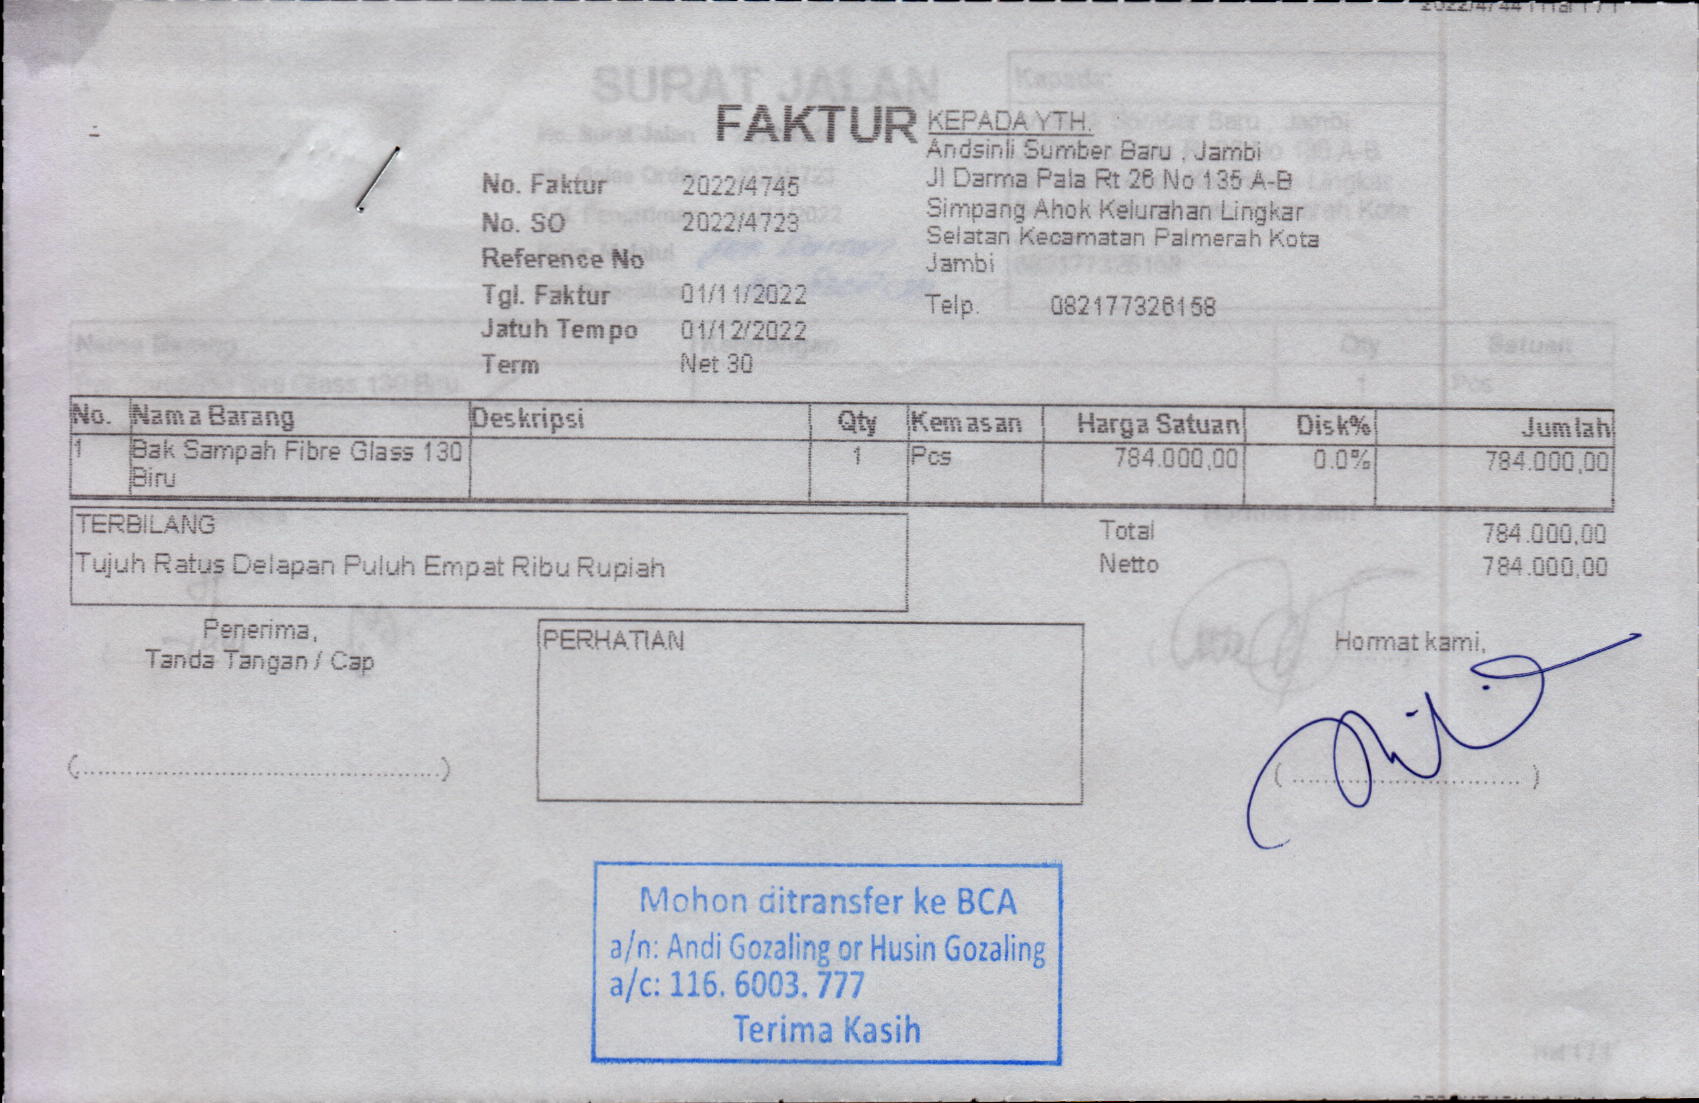 FAKTUR
No. Faktur 2022/4745
No. SO 2022/4723
Reference No
Tgl. Faktur 01/11/2022
Jatuh Tempo 01/12/2022
Term Net 30
KEPADA YTH.
Andsinli Sumber Baru , Jambi
Jl Darma Pala Rt 26 No 135 A-B
Simpang Ahok Kelurahan Lingkar
Selatan Kecamatan Palmerah Kota
Jambi
Telp. 082177326158
No. Nama Barang Deskripsi Qty Kemasan Harga Satuan Disk% Jumlah
1 Bak Sampah Fibre Glass 130 1 Pcs 784.000,00 0.0% 784.000,00
Biru
TERBILANG
Tujuh Ratus Delapan Puluh Empat Ribu Rupiah
Total 784.000,00
Netto 784.000,00
Penerima,
Tanda Tangan / Cap
(........................................)
PERHATIAN
Hormat kami,
(........................................)
Mohon ditransfer ke BCA
a/n: Andi Gozaling or Husin Gozaling
a/c: 116. 6003. 777
Terima Kasih